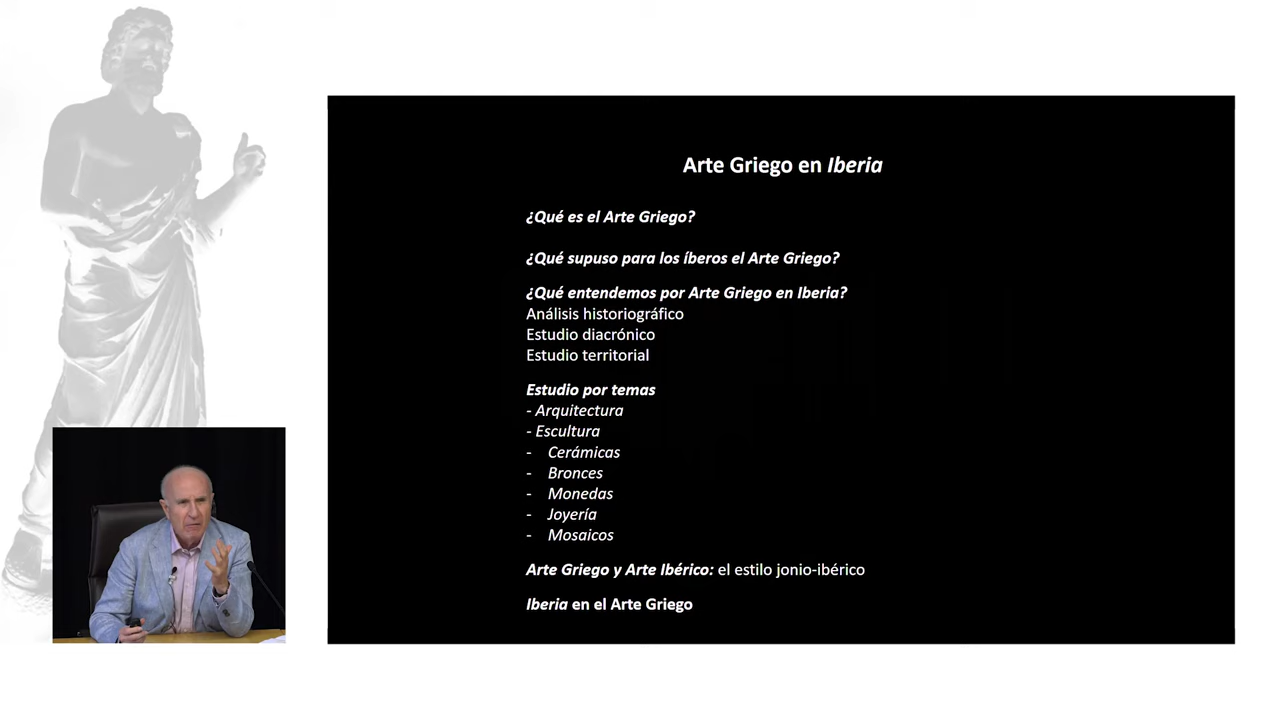 Arte Griego en Iberia
¿Qué es el Arte Griego?
¿Qué supuso para los íberos el Arte Griego?
¿Qué entendemos por Arte Griego en Iberia?
Análisis historiográfico
Estudio diacrónico
Estudio territorial
Estudio por temas
- Arquitectura
- Escultura
- Cerámicas
- Bronces
- Monedas
- Joyería
- Mosaicos
Arte Griego y Arte Ibérico: el estilo jonio-ibérico
Iberia en el Arte Griego